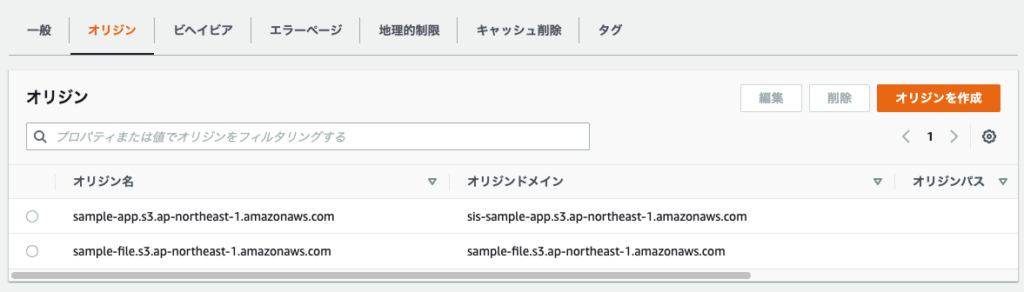 一般 オリジン ビヘイビア エラーページ 地理的制限 キャッシュ削除 タグ
オリジン 編集 削除 オリジンを作成
プロパティまたは値でオリジンをフィルタリングする 1
オリジン名 オリジンドメイン オリジンパス
sample-app.s3.ap-northeast-1.amazonaws.com sis-sample-app.s3.ap-northeast-1.amazonaws.com
sample-file.s3.ap-northeast-1.amazonaws.com sample-file.s3.ap-northeast-1.amazonaws.com